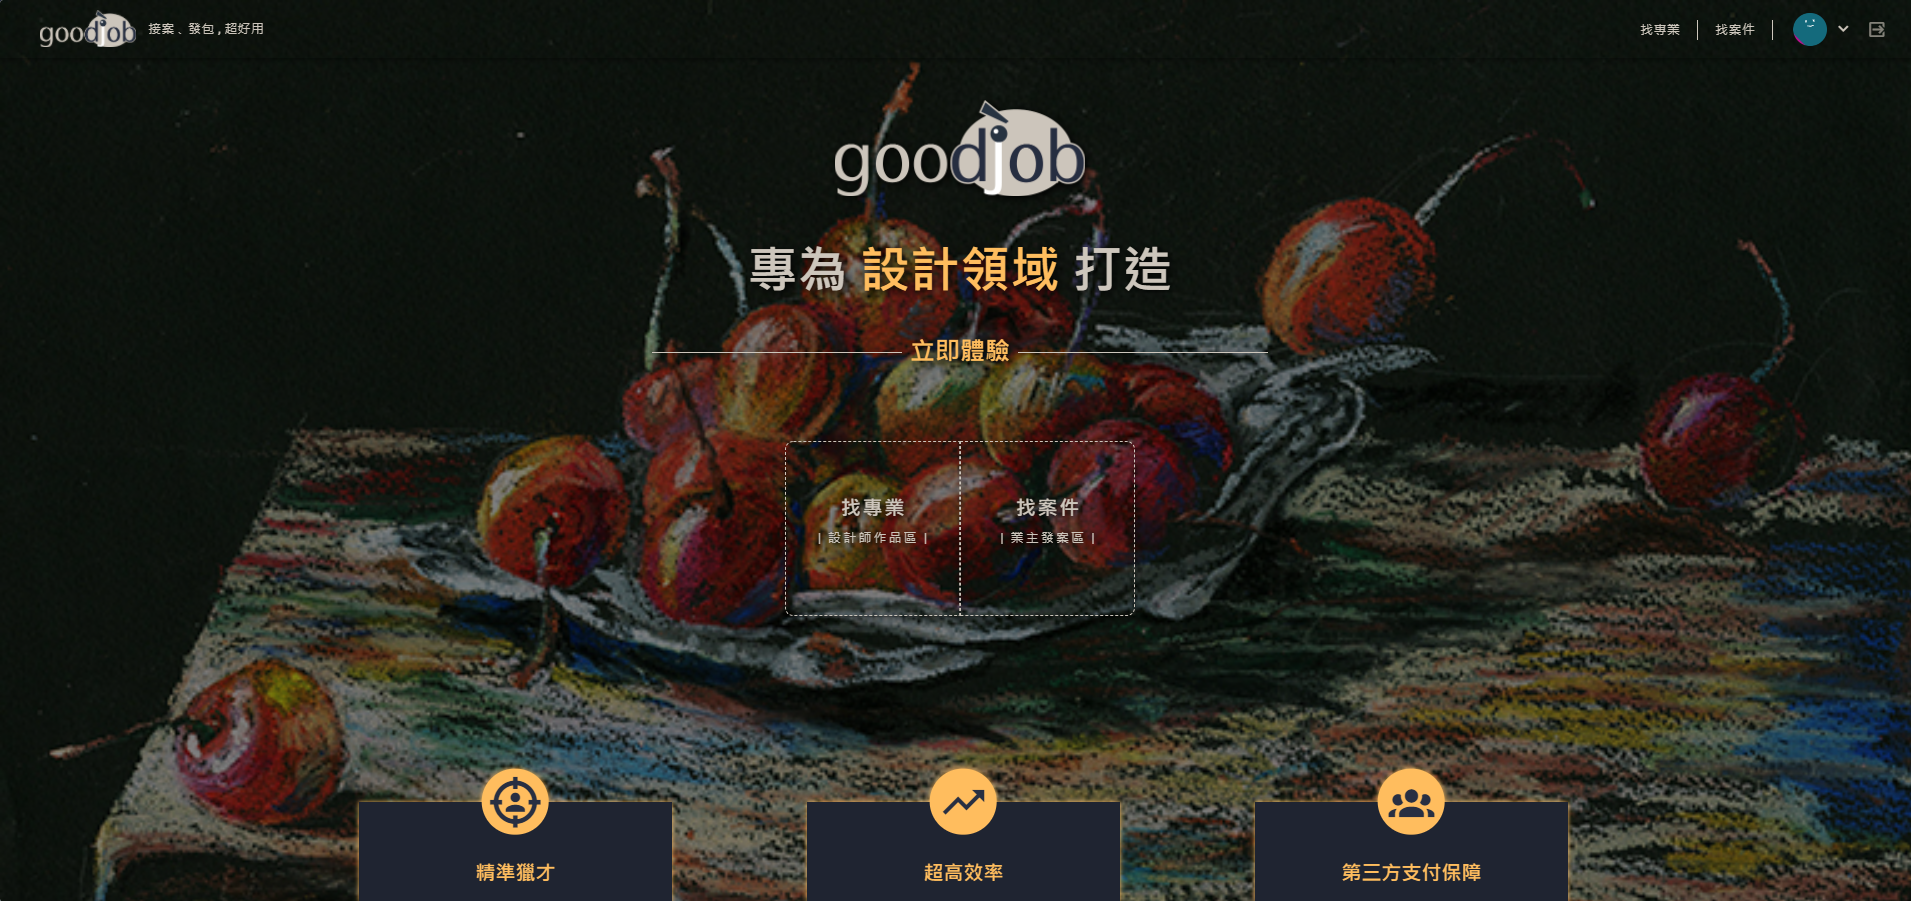 goodjob 接案、發包，超好用
找專業
找案件
goodjob
專為 設計領域 打造
立即體驗
找專業
| 設計師作品區 |
找案件
| 業主發案區 |
精準獵才
超高效率
第三方支付保障